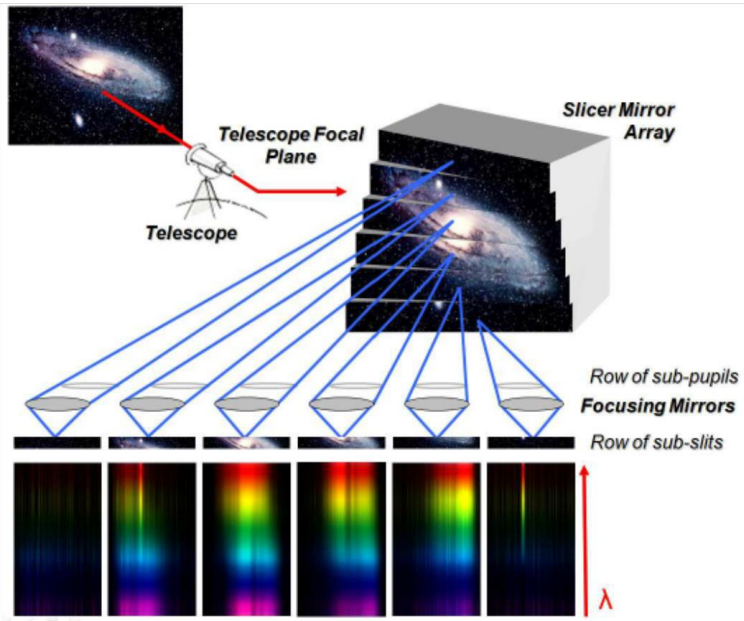 Slicer Mirror
Array
Telescope Focal
Plane
Telescope
Row of sub-pupils
Focusing Mirrors
Row of sub-slits
λ